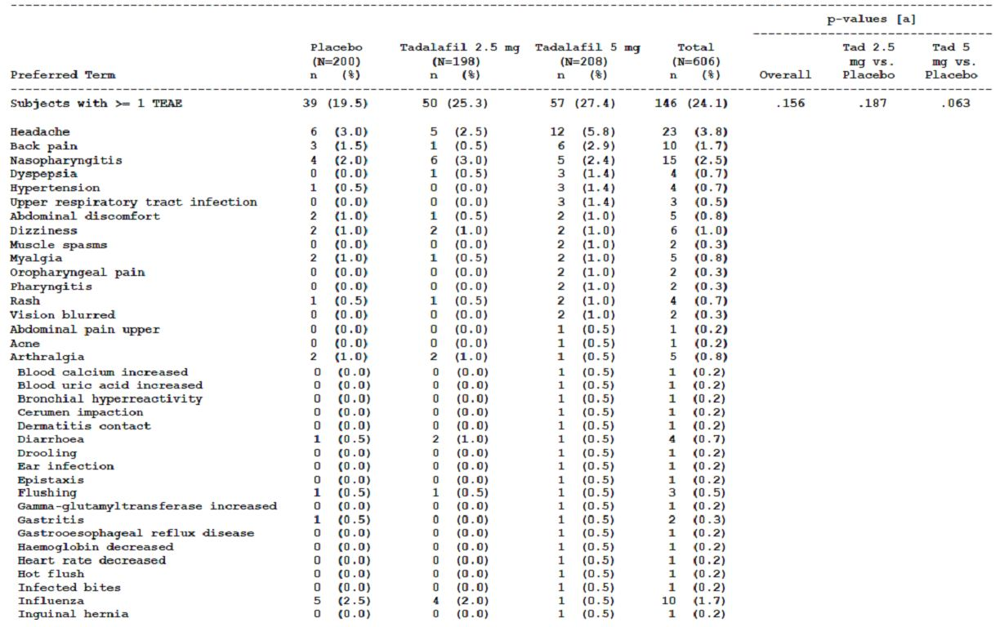 p-values [a]
Placebo Tadalafil 2.5 mg Tadalafil 5 mg Total Tad 2.5 Tad 5
(N=200) (N=198) (N=208) (N=606) mg vs. mg vs.
Preferred Term n (%) n (%) n (%) n (%) Overall Placebo Placebo
Subjects with >= 1 TEAE 39 (19.5) 50 (25.3) 57 (27.4) 146 (24.1) .156 .187 .063
Headache 6 (3.0) 5 (2.5) 12 (5.8) 23 (3.8)
Back pain 3 (1.5) 1 (0.5) 6 (2.9) 10 (1.7)
Nasopharyngitis 4 (2.0) 6 (3.0) 5 (2.4) 15 (2.5)
Dyspepsia 0 (0.0) 1 (0.5) 3 (1.4) 4 (0.7)
Hypertension 1 (0.5) 0 (0.0) 3 (1.4) 4 (0.7)
Upper respiratory tract infection 0 (0.0) 0 (0.0) 3 (1.4) 3 (0.5)
Abdominal discomfort 2 (1.0) 1 (0.5) 2 (1.0) 5 (0.8)
Dizziness 2 (1.0) 2 (1.0) 2 (1.0) 6 (1.0)
Muscle spasms 0 (0.0) 0 (0.0) 2 (1.0) 2 (0.3)
Myalgia 2 (1.0) 1 (0.5) 2 (1.0) 5 (0.8)
Oropharyngeal pain 0 (0.0) 0 (0.0) 2 (1.0) 2 (0.3)
Pharyngitis 0 (0.0) 0 (0.0) 2 (1.0) 2 (0.3)
Rash 1 (0.5) 1 (0.5) 2 (1.0) 4 (0.7)
Vision blurred 0 (0.0) 0 (0.0) 2 (1.0) 2 (0.3)
Abdominal pain upper 0 (0.0) 0 (0.0) 1 (0.5) 1 (0.2)
Acne 0 (0.0) 0 (0.0) 1 (0.5) 1 (0.2)
Arthralgia 2 (1.0) 2 (1.0) 1 (0.5) 5 (0.8)
Blood calcium increased 0 (0.0) 0 (0.0) 1 (0.5) 1 (0.2)
Blood uric acid increased 0 (0.0) 0 (0.0) 1 (0.5) 1 (0.2)
Bronchial hyperreactivity 0 (0.0) 0 (0.0) 1 (0.5) 1 (0.2)
Cerumen impaction 0 (0.0) 0 (0.0) 1 (0.5) 1 (0.2)
Dermatitis contact 0 (0.0) 0 (0.0) 1 (0.5) 1 (0.2)
Diarrhoea 1 (0.5) 2 (1.0) 1 (0.5) 4 (0.7)
Drooling 0 (0.0) 0 (0.0) 1 (0.5) 1 (0.2)
Ear infection 0 (0.0) 0 (0.0) 1 (0.5) 1 (0.2)
Epistaxis 0 (0.0) 0 (0.0) 1 (0.5) 1 (0.2)
Flushing 1 (0.5) 1 (0.5) 1 (0.5) 3 (0.5)
Gamma-glutamyltransferase increased 0 (0.0) 0 (0.0) 1 (0.5) 1 (0.2)
Gastritis 1 (0.5) 0 (0.0) 1 (0.5) 2 (0.3)
Gastrooesophageal reflux disease 0 (0.0) 0 (0.0) 1 (0.5) 1 (0.2)
Haemoglobin decreased 0 (0.0) 0 (0.0) 1 (0.5) 1 (0.2)
Heart rate decreased 0 (0.0) 0 (0.0) 1 (0.5) 1 (0.2)
Hot flush 0 (0.0) 0 (0.0) 1 (0.5) 1 (0.2)
Infected bites 0 (0.0) 0 (0.0) 1 (0.5) 1 (0.2)
Influenza 5 (2.5) 4 (2.0) 1 (0.5) 10 (1.7)
Inguinal hernia 0 (0.0) 0 (0.0) 1 (0.5) 1 (0.2)